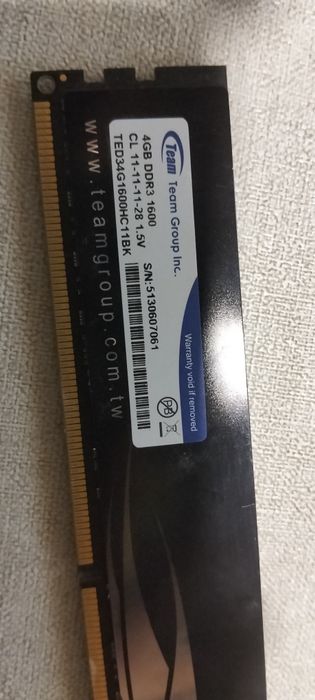 Team Team Group Inc.
4GB DDR3 1600
CL 11-11-11-28 1.5V
TED34G1600HC11BK
S/N:5130607061
Warranty void if removed
Pb
www.teamgroup.com.tw